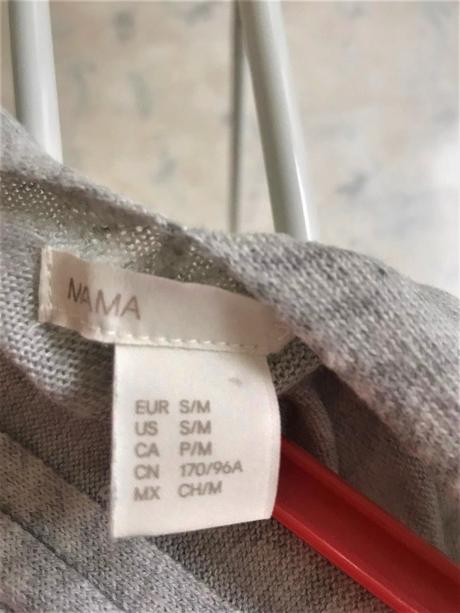 MAMA
EUR S/M
US S/M
CA P/M
CN 170/96A
MX CH/M